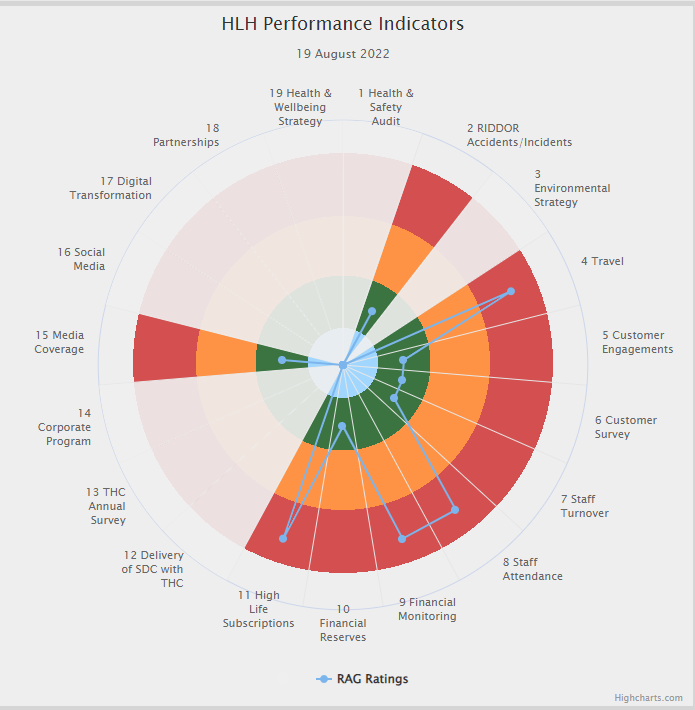 HLH Performance Indicators
19 August 2022
19 Health &
Wellbeing
Strategy
1 Health &
Safety
Audit
2 RIDDOR
Accidents/Incidents
3
Environmental
Strategy
4 Travel
5 Customer
Engagements
6 Customer
Survey
7 Staff
Turnover
8 Staff
Attendance
9 Financial
Monitoring
10
Financial
Reserves
11 High
Life
Subscriptions
12 Delivery
of SDC with
THC
13 THC
Annual
Survey
14
Corporate
Program
15 Media
Coverage
16 Social
Media
17 Digital
Transformation
18
Partnerships
RAG Ratings
Highcharts.com